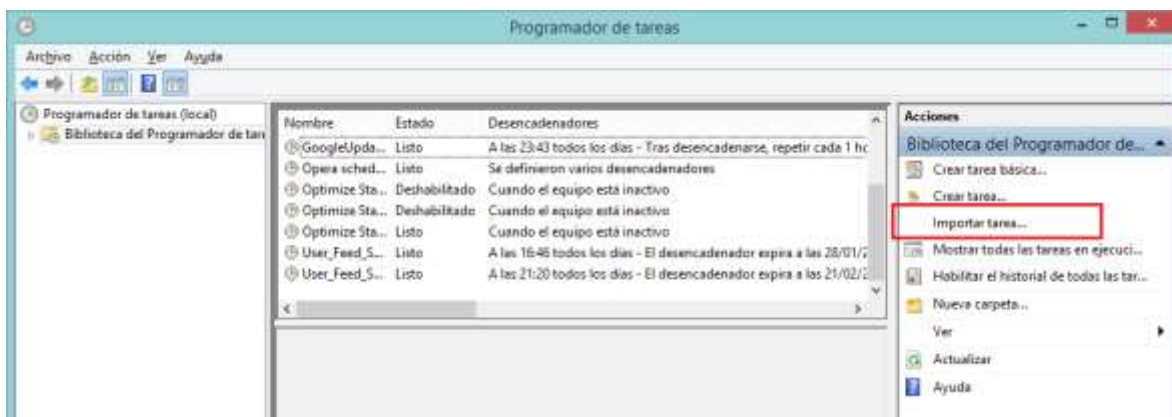 Programador de tareas
Archivo Acción Ver Ayuda
Programador de tareas (local)
Biblioteca del Programador de tare
Nombre Estado Desencadenadores
GoogleUpda... Listo A las 23:43 todos los días - Tras desencadenarse, repetir cada 1 ho
Opera sched... Listo Se definieron varios desencadenadores
Optimize Sta... Deshabilitado Cuando el equipo está inactivo
Optimize Sta... Deshabilitado Cuando el equipo está inactivo
Optimize Sta... Listo Cuando el equipo está inactivo
User_Feed_S... Listo A las 16:46 todos los días - El desencadenador expira a las 28/01/2
User_Feed_S... Listo A las 21:20 todos los días - El desencadenador expira a las 21/02/2
Acciones
Biblioteca del Programador de...
Crear tarea básica...
Crear tarea...
Importar tarea...
Mostrar todas las tareas en ejecuci...
Habilitar el historial de todas las tar...
Nueva carpeta...
Ver
Actualizar
Ayuda